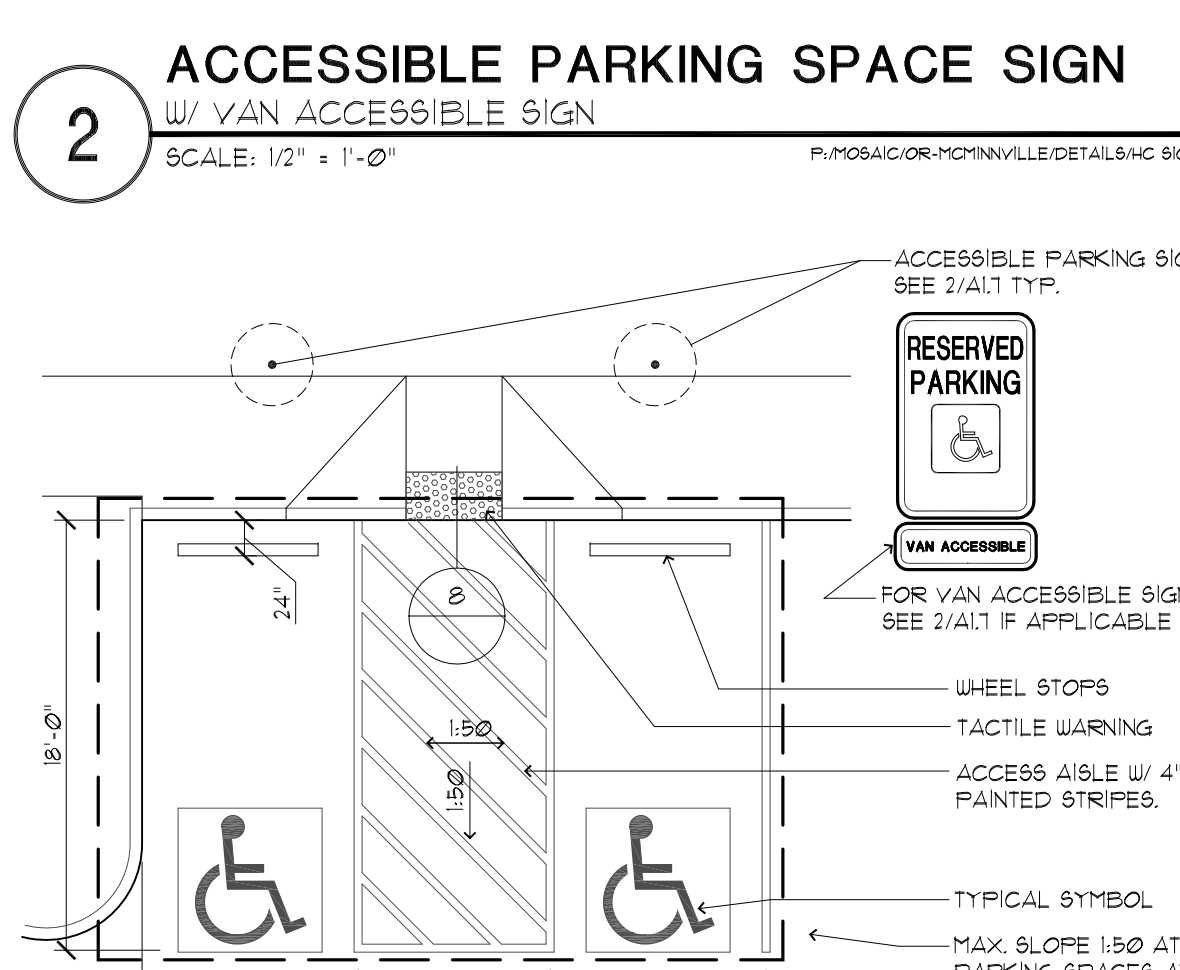 2
ACCESSIBLE PARKING SPACE SIGN
W/ VAN ACCESSIBLE SIGN
SCALE: 1/2" = 1'-0"
P:/MOSAIC/OR-MCMINNVILLE/DETAILS/HC
ACCESSIBLE PARKING
SEE 2/A1.7 TYP.
RESERVED
PARKING
VAN ACCESSIBLE
FOR VAN ACCESSIBLE SIGN
SEE 2/A1.7 IF APPLICABLE
24"
8
WHEEL STOPS
18'-0"
1:50
TACTILE WARNING
1:50
ACCESS AISLE W/ 4"
PAINTED STRIPES.
TYPICAL SYMBOL
MAX. SLOPE 1:50 AT
PARKING SPACES